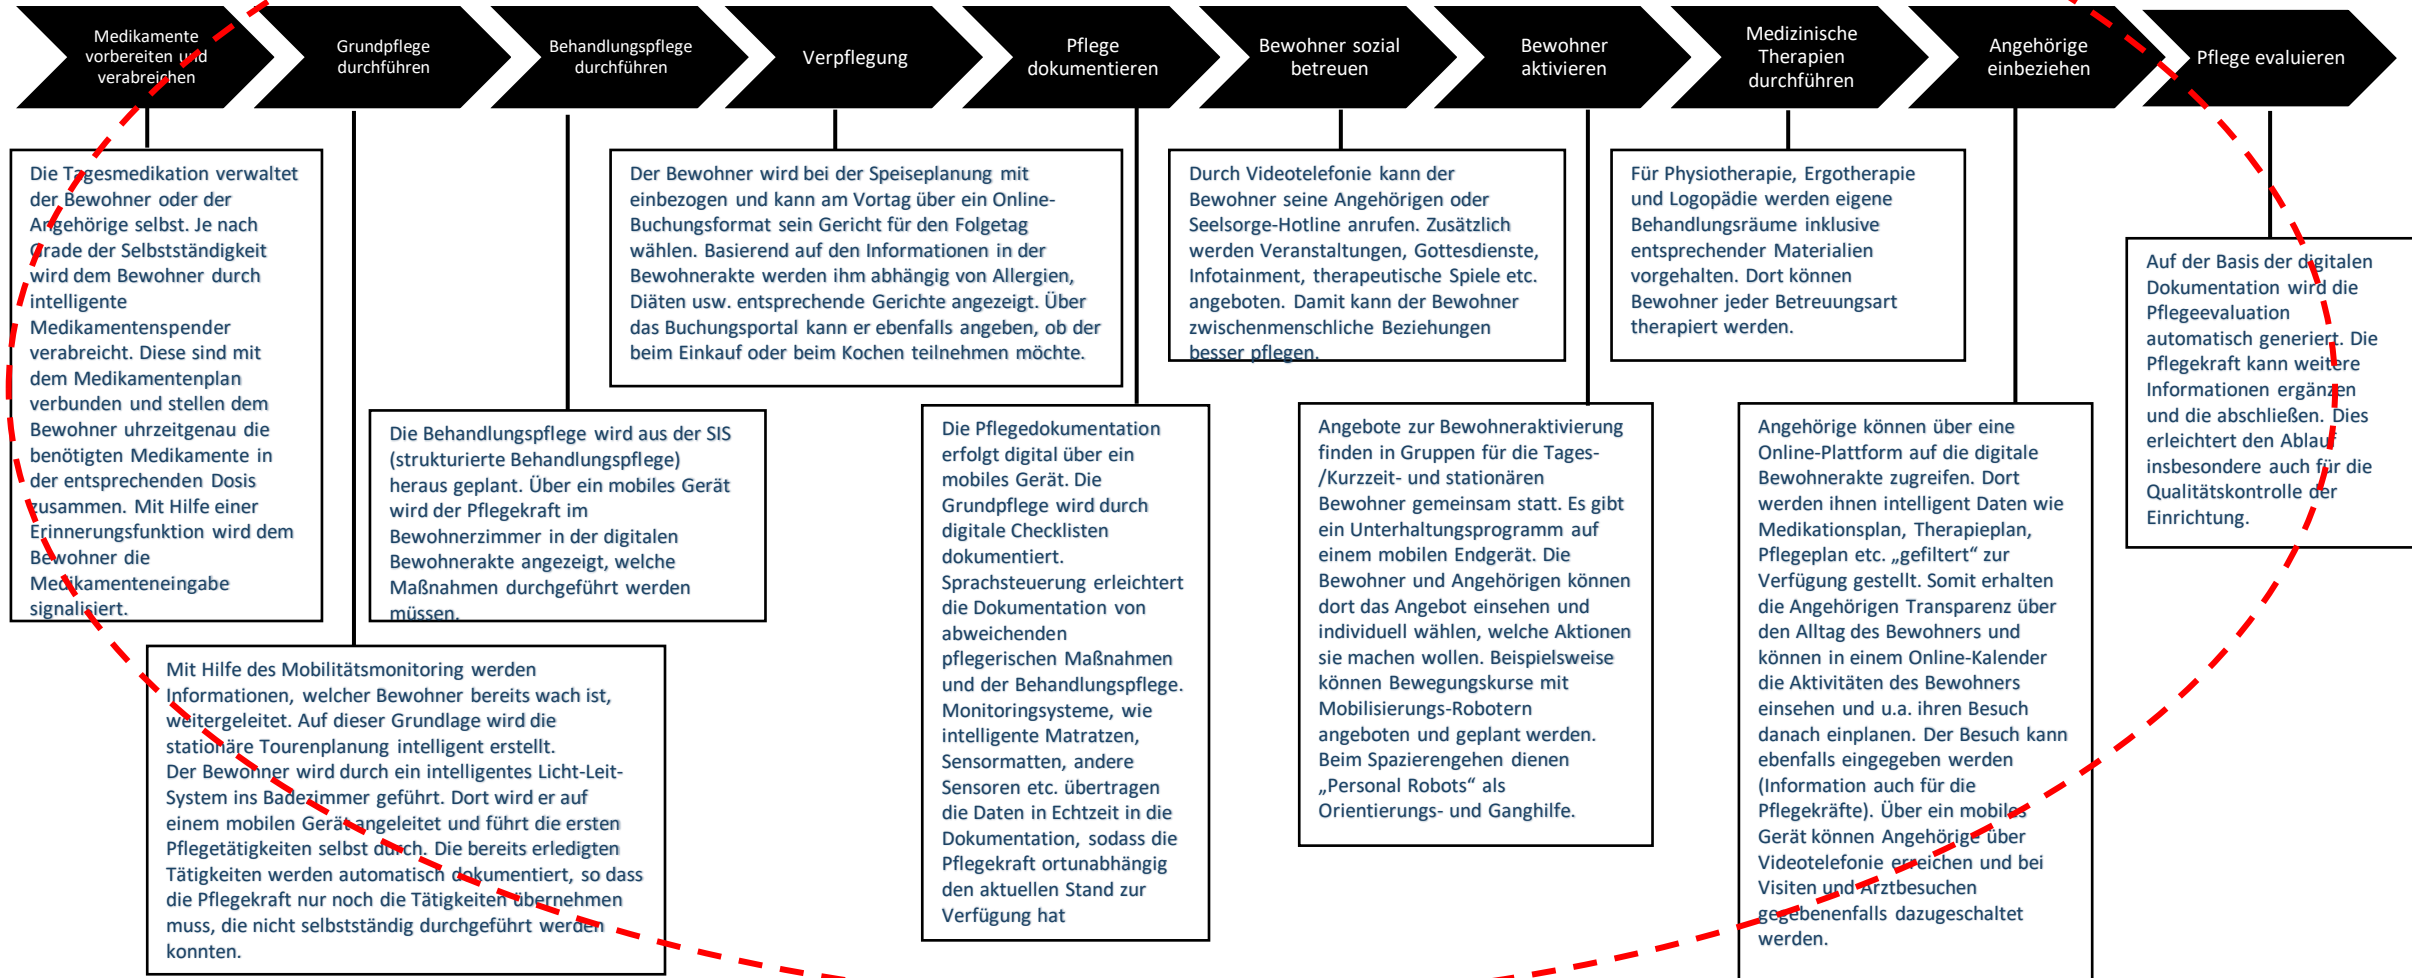 Medikamente
vorbereiten und
verabreichen
Grundpflege
durchführen
Behandlungspflege
durchführen
Verpflegung
Pflege
dokumentieren
Bewohner sozial
betreuen
Bewohner
aktivieren
Medizinische
Therapien
durchführen
Angehörige
einbeziehen
Pflege evaluieren
Die Tagesmedikation verwaltet
der Bewohner oder der
Angehörige selbst. Je nach
Grade der Selbstständigkeit
wird dem Bewohner durch
intelligente
Medikamentenspender
verabreicht. Diese sind mit
dem Medikamentenplan
verbunden und stellen dem
Bewohner uhrzeitgenau die
benötigten Medikamente in
der entsprechenden Dosis
zusammen. Mit Hilfe einer
Erinnerungsfunktion wird dem
Bewohner die
Medikamenteneingabe
signalisiert.
Mit Hilfe des Mobilitätsmonitoring werden
Informationen, welcher Bewohner bereits wach ist,
weitergeleitet. Auf dieser Grundlage wird die
stationäre Tourenplanung intelligent erstellt.
Der Bewohner wird durch ein intelligentes Licht-Leit-
System ins Badezimmer geführt. Dort wird er auf
einem mobilen Gerät angeleitet und führt die ersten
Pflegetätigkeiten selbst durch. Die bereits erledigten
Tätigkeiten werden automatisch dokumentiert, so dass
die Pflegekraft nur noch die Tätigkeiten übernehmen
muss, die nicht selbstständig durchgeführt werden
konnten.
Die Behandlungspflege wird aus der SIS
(strukturierte Behandlungspflege)
heraus geplant. Über ein mobiles Gerät
wird der Pflegekraft im
Bewohnerzimmer in der digitalen
Bewohnerakte angezeigt, welche
Maßnahmen durchgeführt werden
müssen.
Der Bewohner wird bei der Speiseplanung mit
einbezogen und kann am Vortag über ein Online-
Buchungsformat sein Gericht für den Folgetag
wählen. Basierend auf den Informationen in der
Bewohnerakte werden ihm abhängig von Allergien,
Diäten usw. entsprechende Gerichte angezeigt. Über
das Buchungsportal kann er ebenfalls angeben, ob der
beim Einkauf oder beim Kochen teilnehmen möchte.
Die Pflegedokumentation
erfolgt digital über ein
mobiles Gerät. Die
Grundpflege wird durch
digitale Checklisten
dokumentiert.
Sprachsteuerung erleichtert
die Dokumentation von
abweichenden
pflegerischen Maßnahmen
und der Behandlungspflege.
Monitoringsysteme, wie
intelligente Matratzen,
Sensormatten, andere
Sensoren etc. übertragen
die Daten in Echtzeit in die
Dokumentation, sodass die
Pflegekraft ortunabhängig
den aktuellen Stand zur
Verfügung hat
Durch Videotelefonie kann der
Bewohner seine Angehörigen oder
Seelsorge-Hotline anrufen. Zusätzlich
werden Veranstaltungen, Gottesdienste,
Infotainment, therapeutische Spiele etc.
angeboten. Damit kann der Bewohner
zwischenmenschliche Beziehungen
besser pflegen.
Angebote zur Bewohneraktivierung
finden in Gruppen für die Tages-
/Kurzzeit- und stationären
Bewohner gemeinsam statt. Es gibt
ein Unterhaltungsprogramm auf
einem mobilen Endgerät. Die
Bewohner und Angehörigen können
dort das Angebot einsehen und
individuell wählen, welche Aktionen
sie machen wollen. Beispielsweise
können Bewegungskurse mit
Mobilisierungs-Robotern
angeboten und geplant werden.
Beim Spazierengehen dienen
„Personal Robots“ als
Orientierungs- und Ganghilfe.
Für Physiotherapie, Ergotherapie
und Logopädie werden eigene
Behandlungsräume inklusive
entsprechender Materialien
vorgehalten. Dort können
Bewohner jeder Betreuungsart
therapiert werden.
Angehörige können über eine
Online-Plattform auf die digitale
Bewohnerakte zugreifen. Dort
werden ihnen intelligent Daten wie
Medikationsplan, Therapieplan,
Pflegeplan etc. „gefiltert“ zur
Verfügung gestellt. Somit erhalten
die Angehörigen Transparenz über
den Alltag des Bewohners und
können in einem Online-Kalender
die Aktivitäten des Bewohners
einsehen und u.a. ihren Besuch
danach einplanen. Der Besuch kann
ebenfalls eingegeben werden
(Information auch für die
Pflegekräfte). Über ein mobiles
Gerät können Angehörige über
Videotelefonie erreichen und bei
Visiten und Arztbesuchen
gegebenenfalls dazugeschaltet
werden.
Auf der Basis der digitalen
Dokumentation wird die
Pflegeevaluation
automatisch generiert. Die
Pflegekraft kann weitere
Informationen ergänzen
und die abschließen. Dies
erleichtert den Ablauf
insbesondere auch für die
Qualitätskontrolle der
Einrichtung.